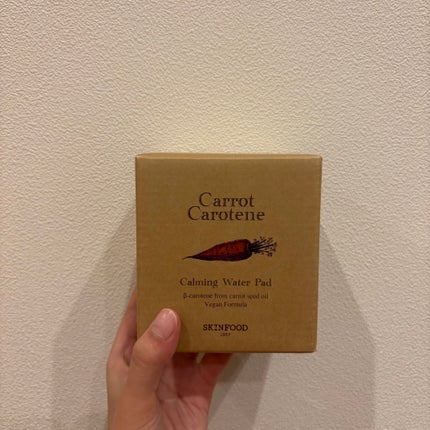 Carrot
Carotene
Calming Water Pad
β-carotene from carrot seed oil
Vegan Formula
SKINFOOD